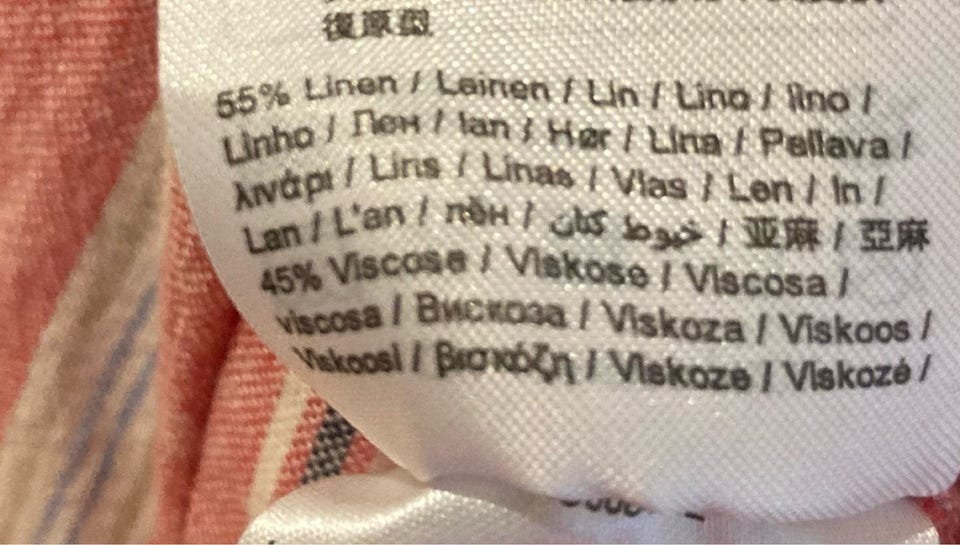 復原型
55% Linen / Leinen / Lin / Lino / lino /
Linho / Лен / lan / Hør / Lina / Pellava /
λινάρι / Lins / Linas / Vlas / Len / In /
Lan / L'an / лён / خيوط كتان / 亚麻 / 亞麻
45% Viscose / Viskose / Viscosa /
viscosa / Вискоза / Viskoza / Viskoos /
Viskoosi / βισκόζη / Viskoze / Viskozė /